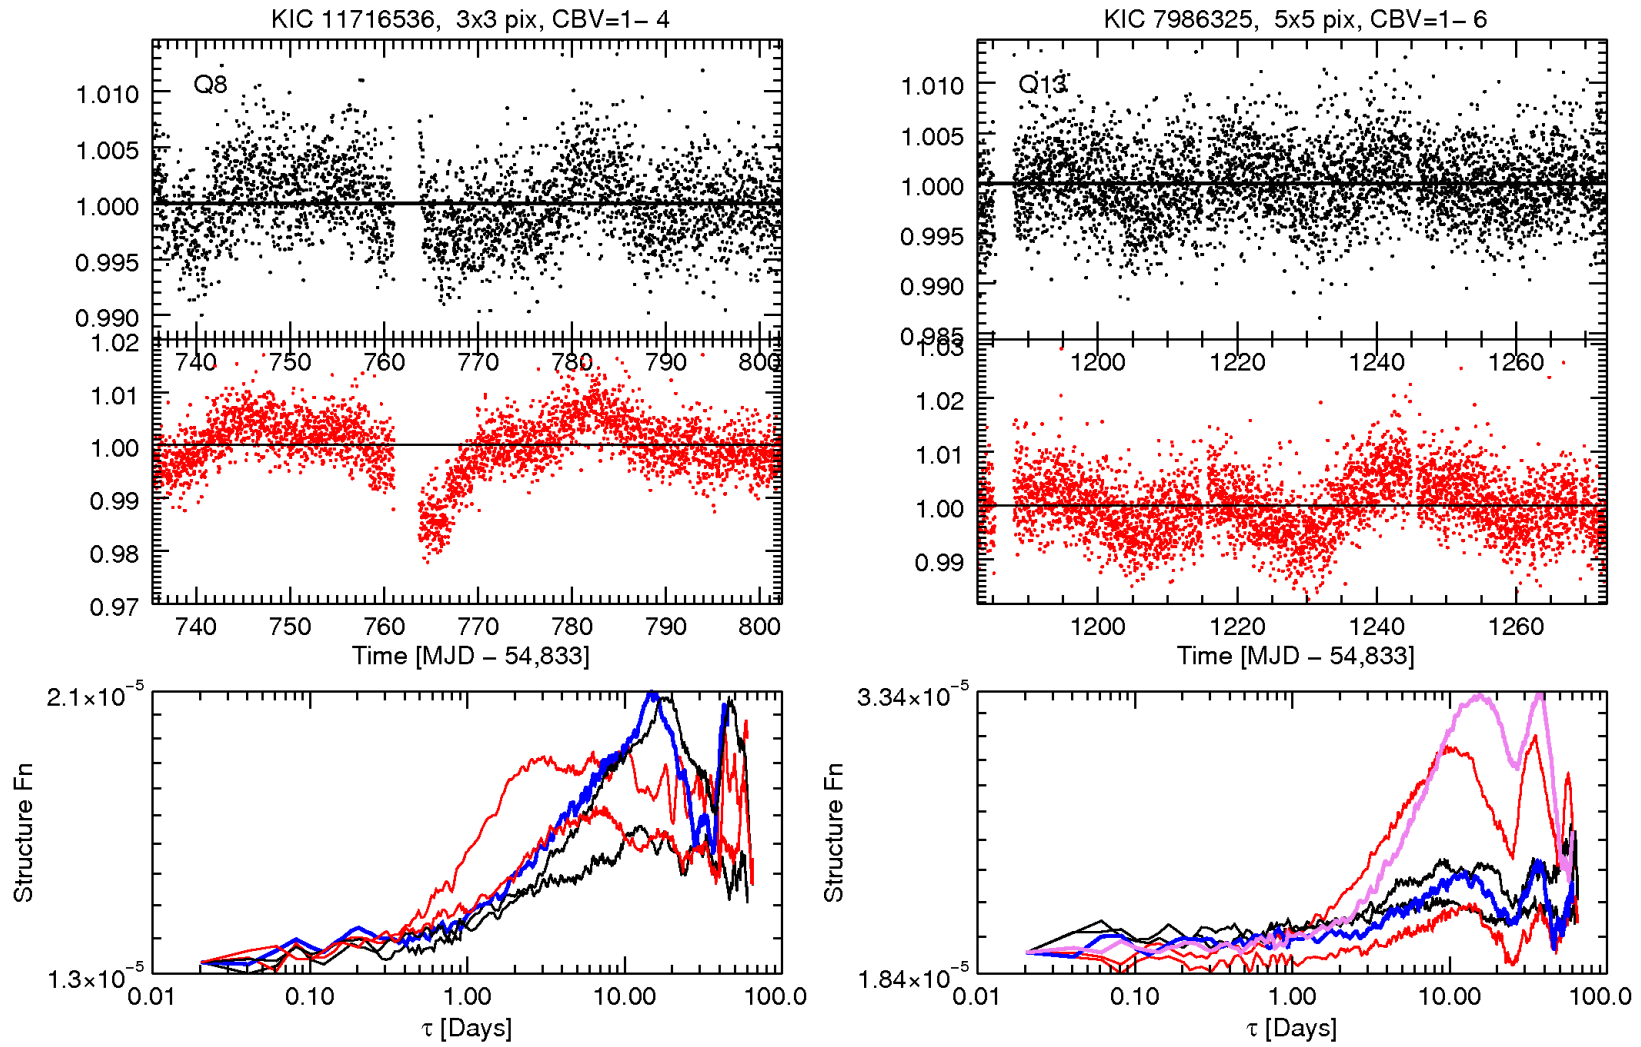 KIC 11716536, 3x3 pix, CBV=1− 4
Q8
1.010
1.005
1.000
0.995
0.990
740 750 760 770 780 790 800
1.02
1.01
1.00
0.99
0.98
0.97
740 750 760 770 780 790 800
Time [MJD − 54,833]
2.1×10⁻⁵
Structure Fn
1.3×10⁻⁵
0.01 0.10 1.00 10.00 100.0
τ [Days]
KIC 7986325, 5x5 pix, CBV=1− 6
Q13
1.010
1.005
1.000
0.995
0.990
0.985
1200 1220 1240 1260
1.03
1.02
1.01
1.00
0.99
1200 1220 1240 1260
Time [MJD − 54,833]
3.34×10⁻⁵
Structure Fn
1.84×10⁻⁵
0.01 0.10 1.00 10.00 100.0
τ [Days]